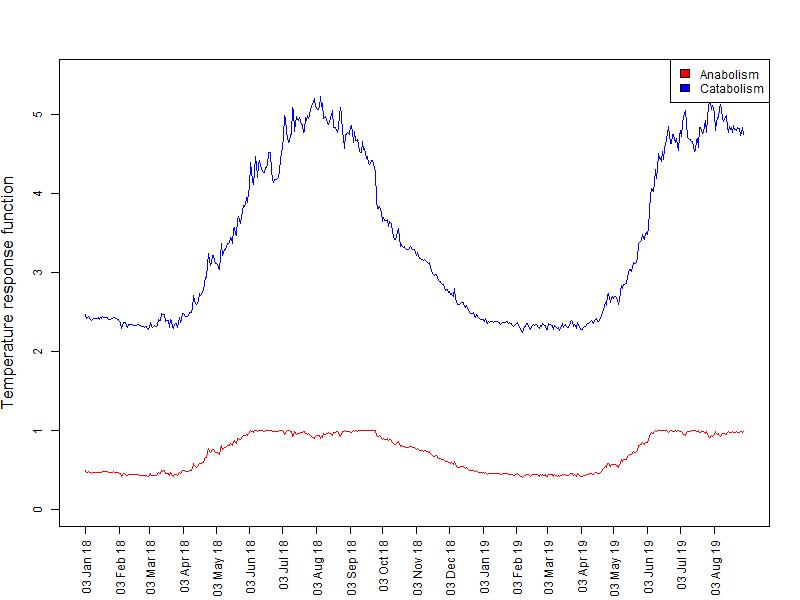 Anabolism
Catabolism
Temperature response function
5
4
3
2
1
0
03 Jan 18
03 Feb 18
03 Mar 18
03 Apr 18
03 May 18
03 Jun 18
03 Jul 18
03 Aug 18
03 Sep 18
03 Oct 18
03 Nov 18
03 Dec 18
03 Jan 19
03 Feb 19
03 Mar 19
03 Apr 19
03 May 19
03 Jun 19
03 Jul 19
03 Aug 19